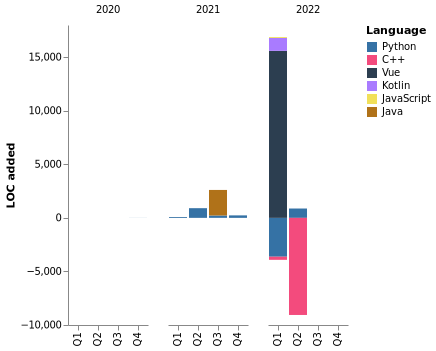 2020 2021 2022
Language
Python
C++
Vue
Kotlin
JavaScript
Java
LOC added
15,000
10,000
5,000
0
−5,000
−10,000
Q1 Q2 Q3 Q4 Q1 Q2 Q3 Q4 Q1 Q2 Q3 Q4